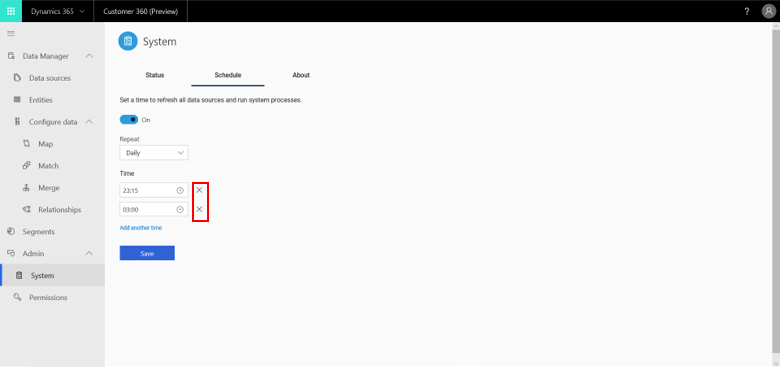 Dynamics 365
Customer 360 (Preview)
?
System
Data Manager
Data sources
Entities
Configure data
Map
Match
Merge
Relationships
Segments
Admin
System
Permissions
Status
Schedule
About
Set a time to refresh all data sources and run system processes.
On
Repeat
Daily
Time
23:15
03:00
Add another time
Save